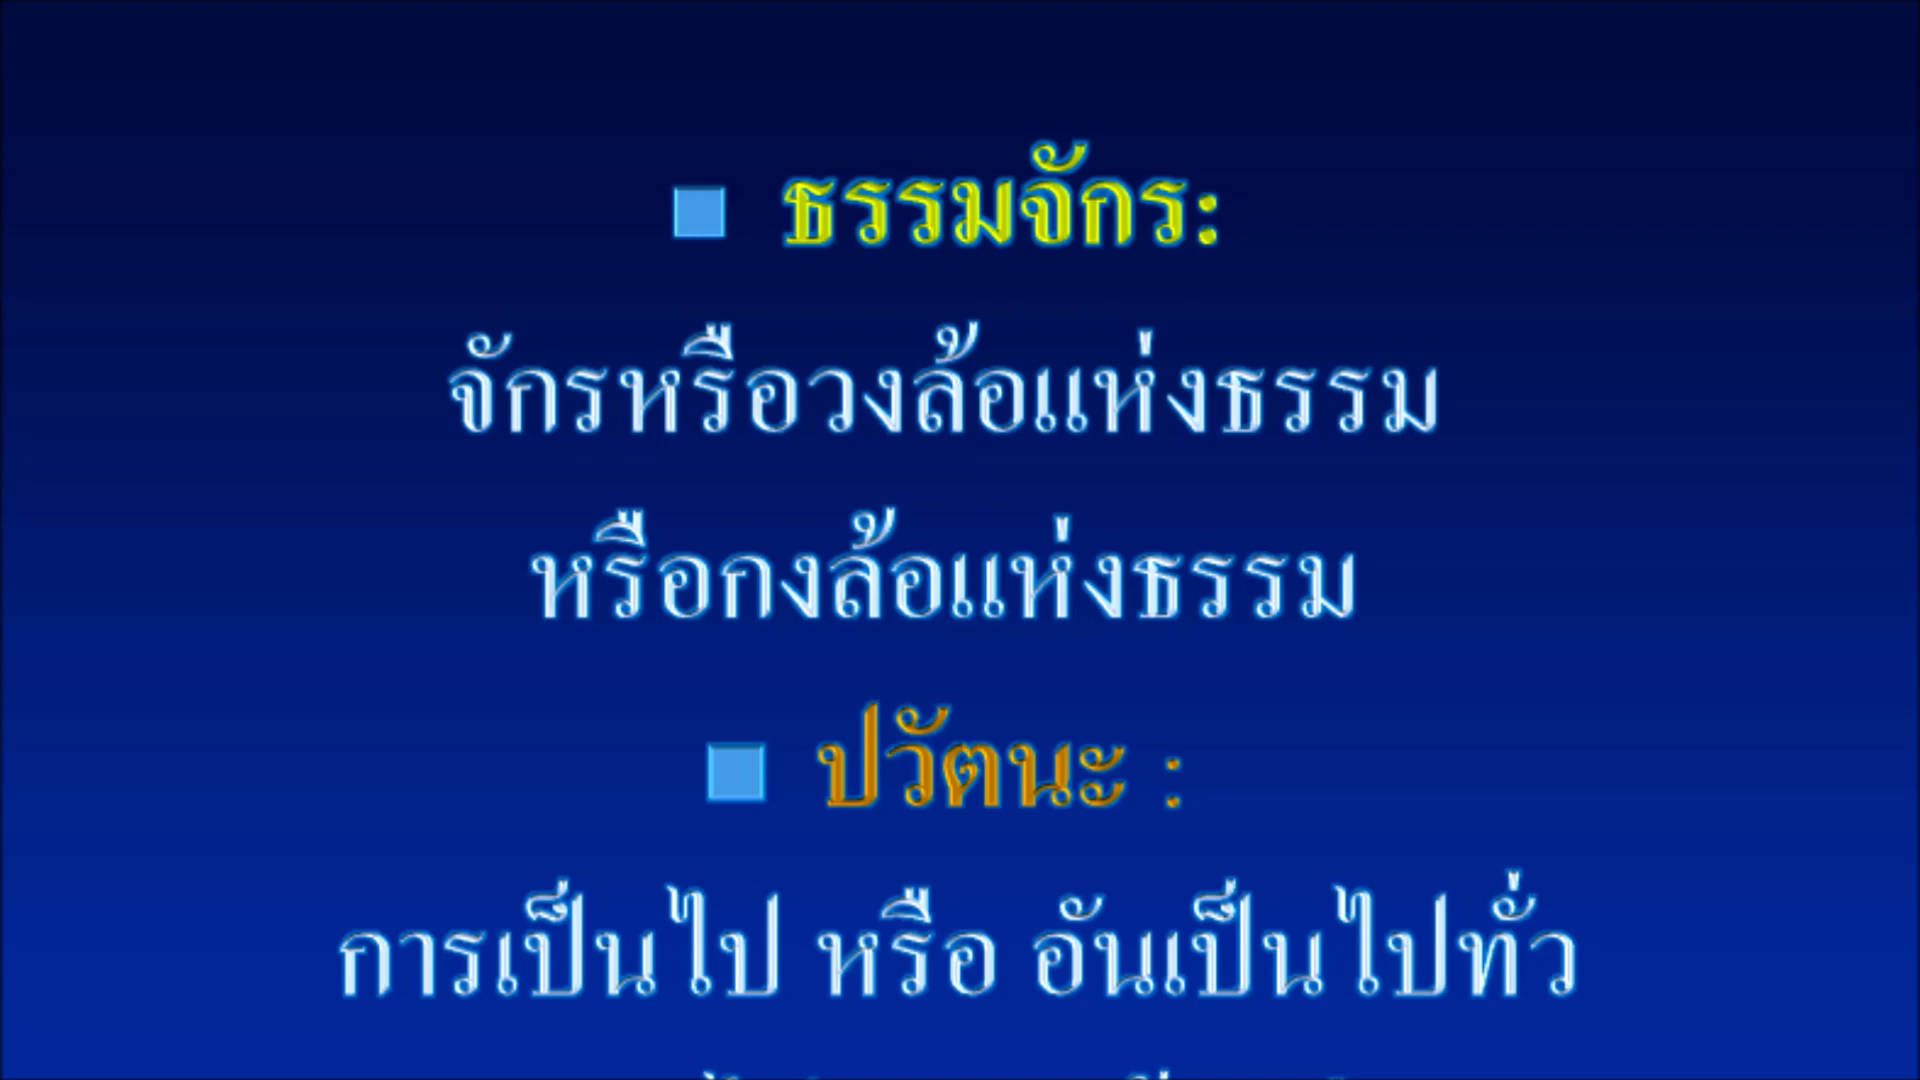 ธรรมจักร:
จักรหรือวงล้อแห่งธรรม
หรือกงล้อแห่งธรรม
ปวัตนะ :
การเป็นไป หรือ อันเป็นไปทั่ว